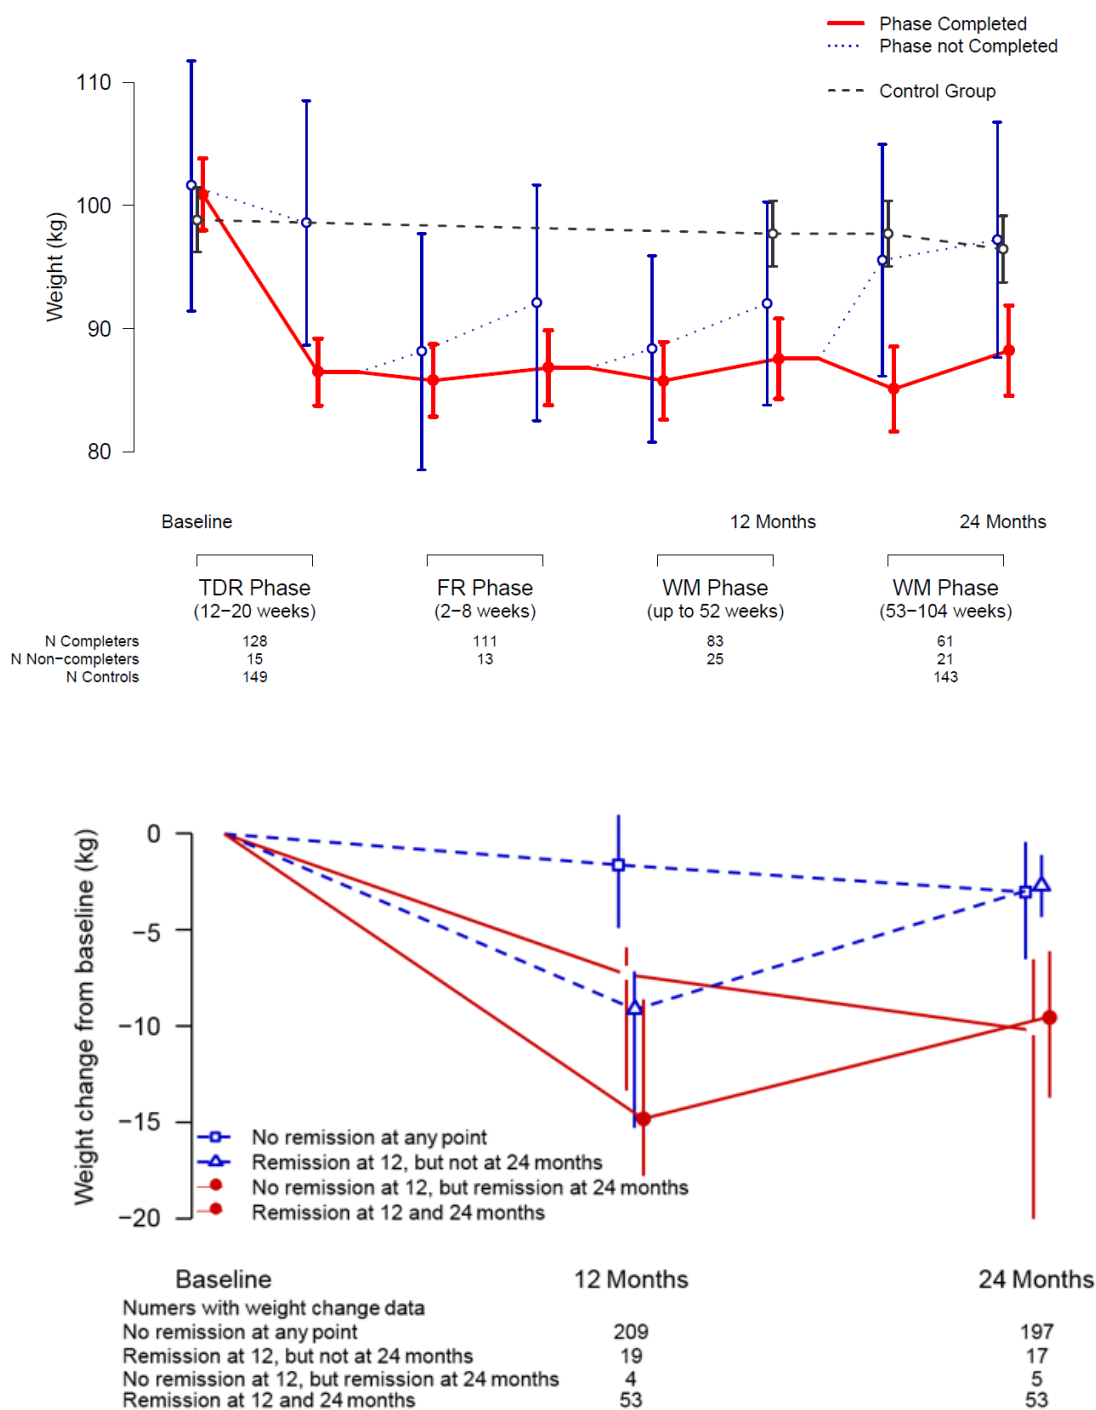 Phase Completed
Phase not Completed
Control Group
110
100
90
80
Weight (kg)
Baseline
12 Months
24 Months
TDR Phase
FR Phase
WM Phase
WM Phase
(12−20 weeks)
(2−8 weeks)
(up to 52 weeks)
(53−104 weeks)
N Completers 128 111 83 61
N Non−completers 15 13 25 21
N Controls 149 143
Weight change from baseline (kg)
0
−5
−10
−15
−20
No remission at any point
Remission at 12, but not at 24 months
No remission at 12, but remission at 24 months
Remission at 12 and 24 months
Baseline
12 Months
24 Months
Numers with weight change data
No remission at any point 209 197
Remission at 12, but not at 24 months 19 17
No remission at 12, but remission at 24 months 4 5
Remission at 12 and 24 months 53 53